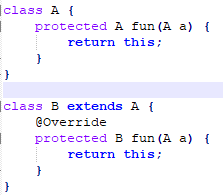 class A {
    protected A fun(A a) {
        return this;
    }
}

class B extends A {
    @Override
    protected B fun(A a) {
        return this;
    }
}